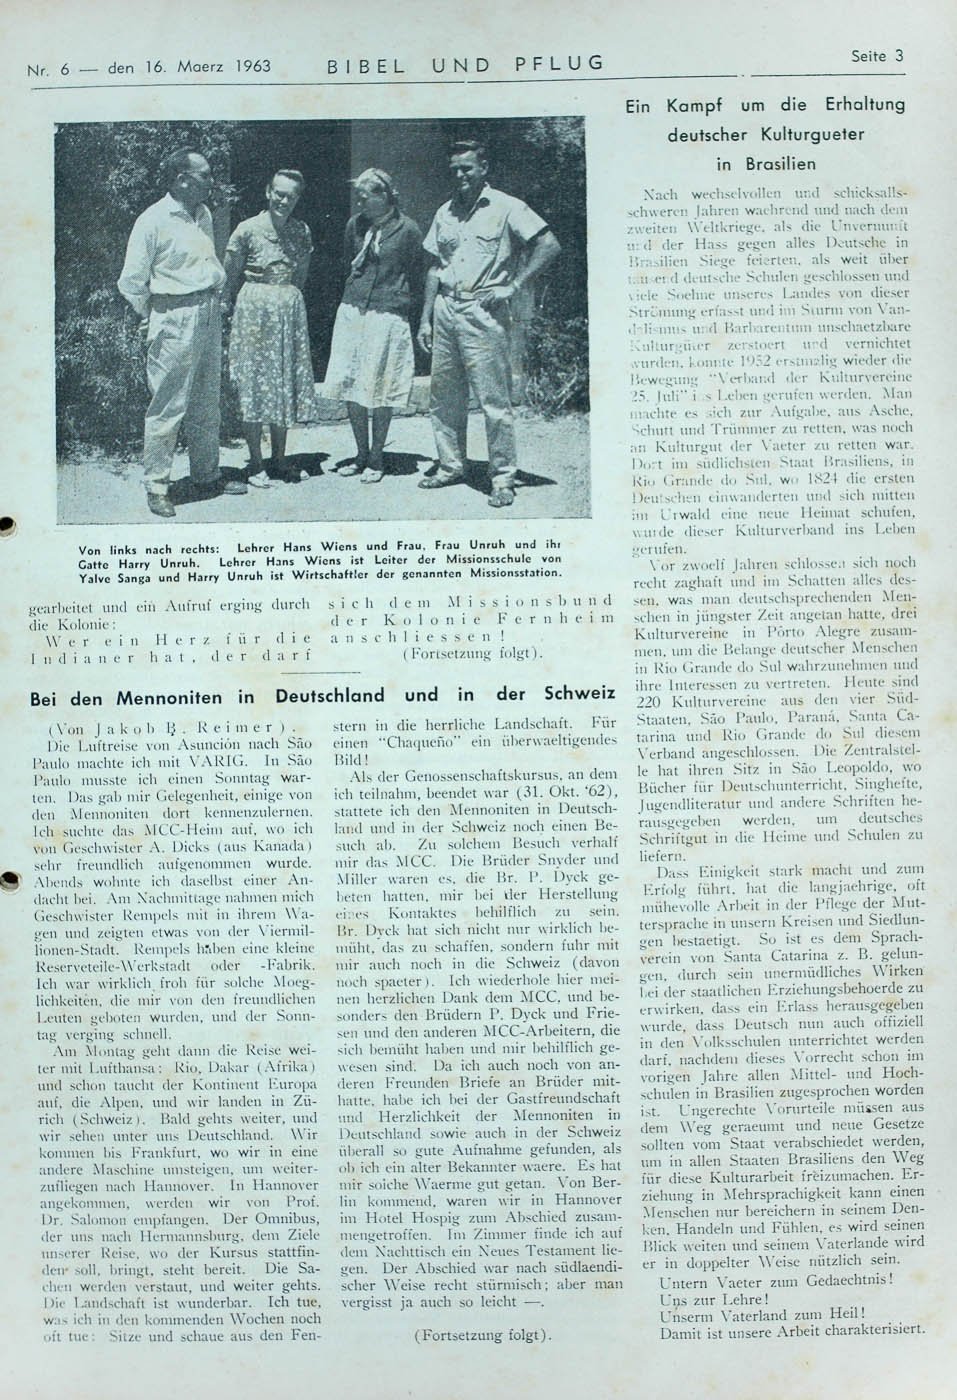 Nr. 6 — den 16. Maerz 1963
BIBEL UND PFLUG
Seite 3
Von links nach rechts: Lehrer Hans Wiens und Frau, Frau Unruh und ihr
Gatte Harry Unruh. Lehrer Hans Wiens ist Leiter der Missionsschule von
Yalve Sanga und Harry Unruh ist Wirtschaftler der genannten Missionsstation.
gearbeitet und ein Aufruf erging durch
die Kolonie:
Wer ein Herz für die
Indianer hat, der darf
sich dem Missionsbund
der Kolonie Fernheim
anschliessen!
(Fortsetzung folgt).
Bei den Mennoniten in Deutschland und in der Schweiz
(Von Jakob B. Reimer).
Die Luftreise von Asunción nach São
Paulo machte ich mit VARIG. In São
Paulo musste ich einen Sonntag war-
ten. Das gab mir Gelegenheit, einige von
den Mennoniten dort kennenzulernen.
Ich suchte das MCC-Heim auf, wo ich
von Geschwister A. Dicks (aus Kanada)
sehr freundlich aufgenommen wurde.
Abends wohnte ich daselbst einer An-
dacht bei. Am Nachmittage nahmen mich
Geschwister Rempels mit in ihrem Wa-
gen und zeigten etwas von der Viermil-
lionen-Stadt. Rempels haben eine kleine
Reserveteile-Werkstadt oder -Fabrik.
Ich war wirklich froh für solche Moeg-
lichkeiten, die mir von den freundlichen
Leuten geboten wurden, und der Sonn-
tag verging schnell.
Am Montag geht dann die Reise wei-
ter mit Lufthansa: Rio, Dakar (Afrika)
und schon taucht der Kontinent Europa
auf, die Alpen, und wir landen in Zü-
rich (Schweiz). Bald gehts weiter, und
wir sehen unter uns Deutschland. Wir
kommen bis Frankfurt, wo wir in eine
andere Maschine umsteigen, um weiter-
zufliegen nach Hannover. In Hannover
angekommen, werden wir von Prof.
Dr. Salomon empfangen. Der Omnibus,
der uns nach Hermannsburg, dem Ziele
unserer Reise, wo der Kursus stattfin-
den soll, bringt, steht bereit. Die Sa-
chen werden verstaut, und weiter gehts.
Die Landschaft ist wunderbar. Ich tue,
was ich in den kommenden Wochen noch
oft tue: Sitze und schaue aus den Fen-
stern in die herrliche Landschaft. Für
einen "Chaqueño" ein überwaeltigendes
Bild!
Als der Genossenschaftskursus, an dem
ich teilnahm, beendet war (31. Okt. '62),
stattete ich den Mennoniten in Deutsch-
land und in der Schweiz noch einen Be-
such ab. Zu solchem Besuch verhalf
mir das MCC. Die Brüder Snyder und
Miller waren es, die Br. P. Dyck ge-
beten hatten, mir bei der Herstellung
eines Kontaktes behilflich zu sein.
Br. Dyck hat sich nicht nur wirklich be-
müht, das zu schaffen, sondern fuhr mit
mir auch noch in die Schweiz (davon
noch spaeter). Ich wiederhole hier mei-
nen herzlichen Dank dem MCC, und be-
sonders den Brüdern P. Dyck und Frie-
sen und den anderen MCC-Arbeitern, die
sich bemüht haben und mir behilflich ge-
wesen sind. Da ich auch noch von an-
deren Freunden Briefe an Brüder mit-
hatte, habe ich bei der Gastfreundschaft
und Herzlichkeit der Mennoniten in
Deutschland sowie auch in der Schweiz
überall so gute Aufnahme gefunden, als
ob ich ein alter Bekannter waere. Es hat
mir solche Waerme gut getan. Von Ber-
lin kommend, waren wir in Hannover
im Hotel Hospig zum Abschied zusam-
mengetroffen. Im Zimmer finde ich auf
dem Nachttisch ein Neues Testament lie-
gen. Der Abschied war nach südlaendi-
scher Weise recht stürmisch; aber man
vergisst ja auch so leicht —.
(Fortsetzung folgt).
Ein Kampf um die Erhaltung
deutscher Kulturgueter
in Brasilien
Nach wechselvollen und schicksalls-
schweren Jahren waehrend und nach dem
zweiten Weltkriege, als die Unvernunft
und der Hass gegen alles Deutsche in
Brasilien Siege feierten, als weit über
tausend deutsche Schulen geschlossen und
viele Soehne unseres Landes von dieser
Strömung erfasst und im Sturm von Van-
dalismus und Barbarentum unschaetzbare
Kulturgüter zerstoert und vernichtet
wurden, konnte 1952 erstmalig wieder die
Bewegung "Verband der Kulturvereine
25. Juli" ins Leben gerufen werden. Man
machte es sich zur Aufgabe, aus Asche,
Schutt und Trümmer zu retten, was noch
an Kulturgut der Vaeter zu retten war.
Dort im südlichsten Staat Brasiliens, in
Rio Grande do Sul, wo 1824 die ersten
Deutschen einwanderten und sich mitten
im Urwald eine neue Heimat schufen,
wurde dieser Kulturverband ins Leben
gerufen.
Vor zwoelf Jahren schlossen sich noch
recht zaghaft und im Schatten alles des-
sen, was man deutschsprechenden Men-
schen in jüngster Zeit angetan hatte, drei
Kulturvereine in Pôrto Alegre zusam-
men, um die Belange deutscher Menschen
in Rio Grande do Sul wahrzunehmen und
ihre Interessen zu vertreten. Heute sind
220 Kulturvereine aus den vier Süd-
Staaten, São Paulo, Paraná, Santa Ca-
tarina und Rio Grande do Sul diesem
Verband angeschlossen. Die Zentralstel-
le hat ihren Sitz in São Leopoldo, wo
Bücher für Deutschunterricht, Singhefte,
Jugendliteratur und andere Schriften he-
rausgegeben werden, um deutsches
Schriftgut in die Heime und Schulen zu
liefern.
Dass Einigkeit stark macht und zum
Erfolg führt, hat die langjaehrige, oft
mühevolle Arbeit in der Pflege der Mut-
tersprache in unsern Kreisen und Siedlun-
gen bestaetigt. So ist es dem Sprach-
verein von Santa Catarina z. B. gelun-
gen, durch sein unermüdliches Wirken
bei der staatlichen Erziehungsbehoerde zu
erwirken, dass ein Erlass herausgegeben
wurde, dass Deutsch nun auch offiziell
in den Volksschulen unterrichtet werden
darf, nachdem dieses Vorrecht schon im
vorigen Jahre allen Mittel- und Hoch-
schulen in Brasilien zugesprochen worden
ist. Ungerechte Vorurteile müssen aus
dem Weg geraeumt und neue Gesetze
sollten vom Staat verabschiedet werden,
um in allen Staaten Brasiliens den Weg
für diese Kulturarbeit freizumachen. Er-
ziehung in Mehrsprachigkeit kann einen
Menschen nur bereichern in seinem Den-
ken, Handeln und Fühlen, es wird seinen
Blick weiten und seinem Vaterlande wird
er in doppelter Weise nützlich sein.
Untern Vaeter zum Gedaechtnis!
Uns zur Lehre!
Unserm Vaterland zum Heil!
Damit ist unsere Arbeit charakterisiert.